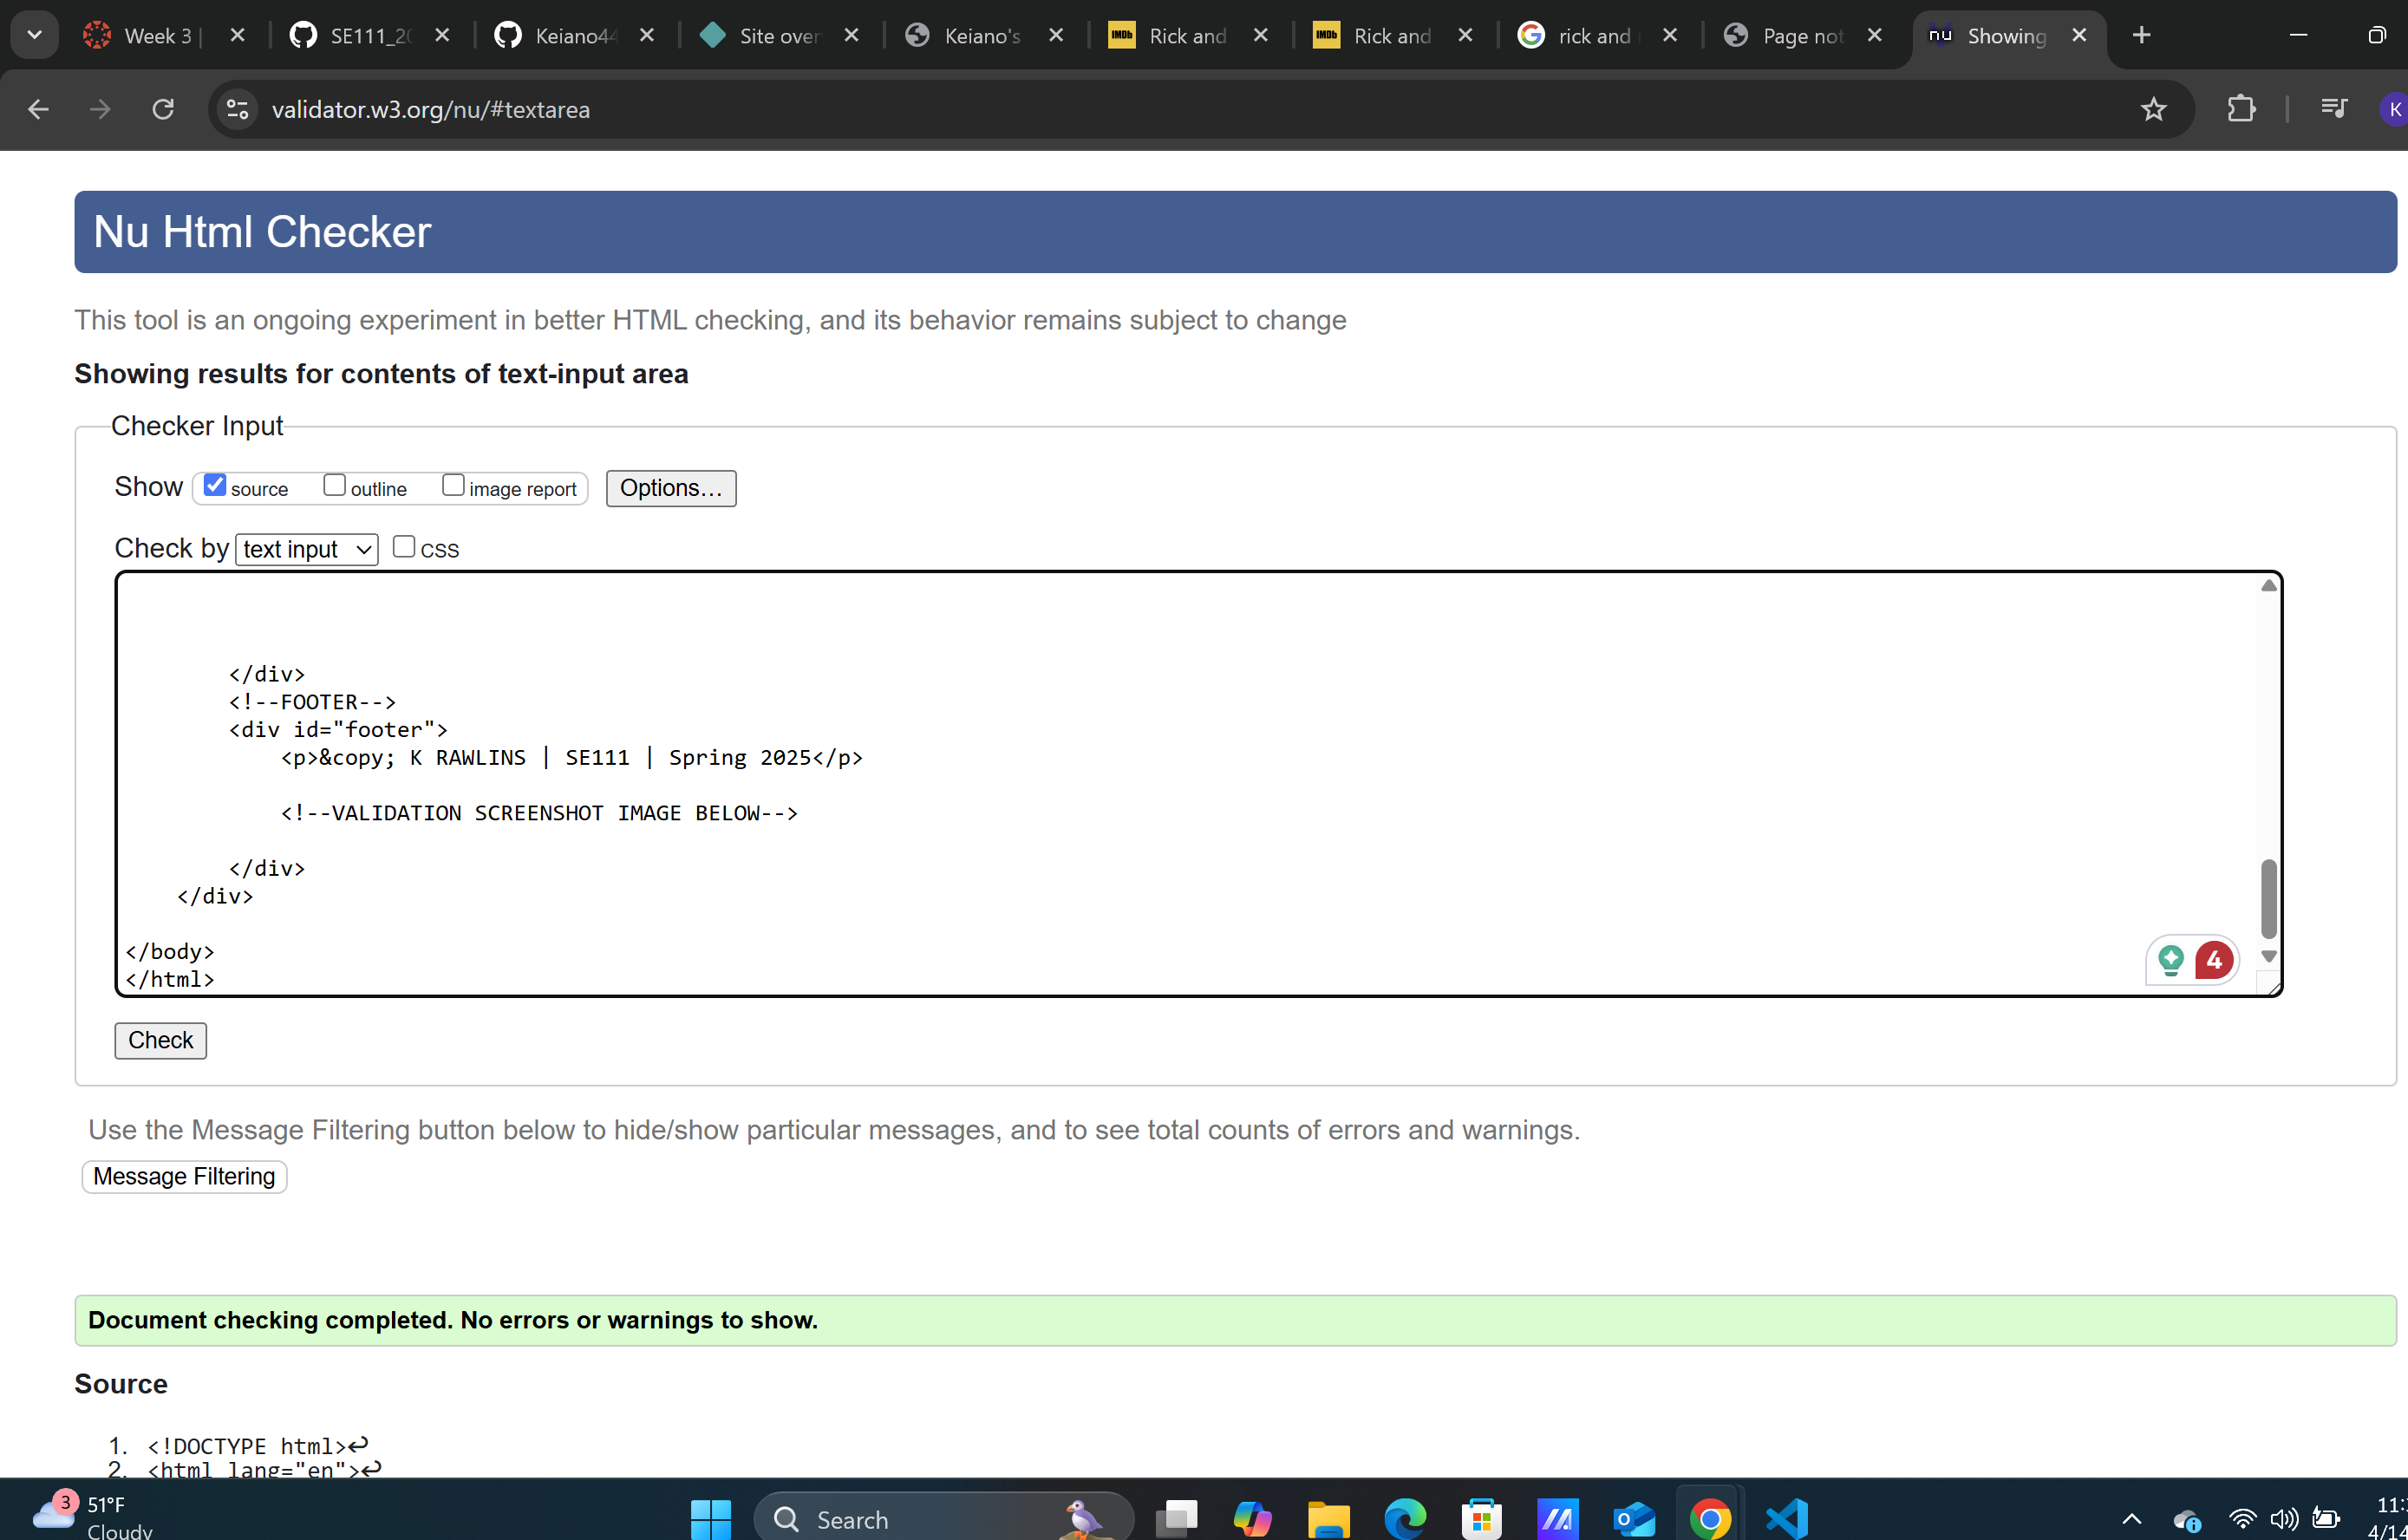 Week 3 |
SE111_20
Keiano44
Site over
Keiano's
IMDb Rick and
IMDb Rick and
rick and
Page not
nu Showing
validator.w3.org/nu/#textarea
K
Nu Html Checker
This tool is an ongoing experiment in better HTML checking, and its behavior remains subject to change
Showing results for contents of text-input area
Checker Input
Show source outline image report Options...
Check by text input CSS
</div>
<!--FOOTER-->
<div id="footer">
<p>&copy; K RAWLINS | SE111 | Spring 2025</p>
<!--VALIDATION SCREENSHOT IMAGE BELOW-->
</div>
</div>
</body>
</html>
4
Check
Use the Message Filtering button below to hide/show particular messages, and to see total counts of errors and warnings.
Message Filtering
Document checking completed. No errors or warnings to show.
Source
1. <!DOCTYPE html>↩
2. <html lang="en">↩
3
51°F
Cloudy
Search
11:
4/14